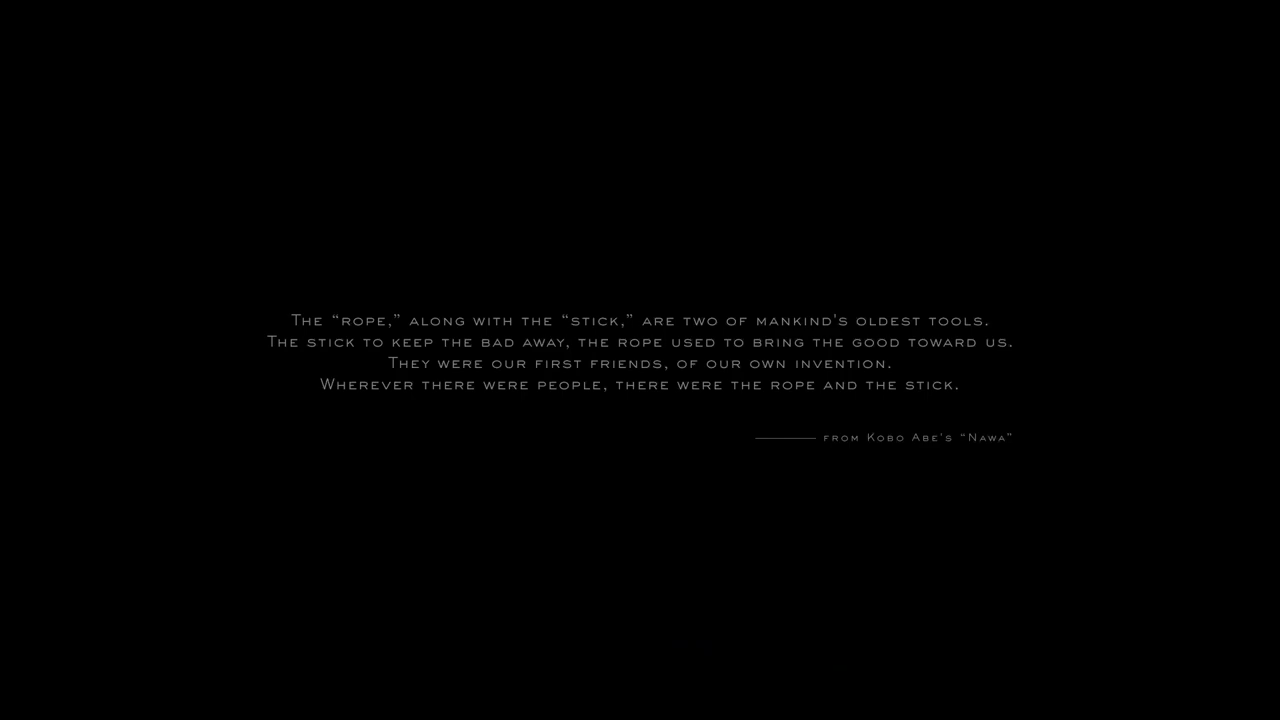 The “rope,” along with the “stick,” are two of mankind's oldest tools.
The stick to keep the bad away, the rope used to bring the good toward us.
They were our first friends, of our own invention.
Wherever there were people, there were the rope and the stick.
from Kobo Abe's “Nawa”